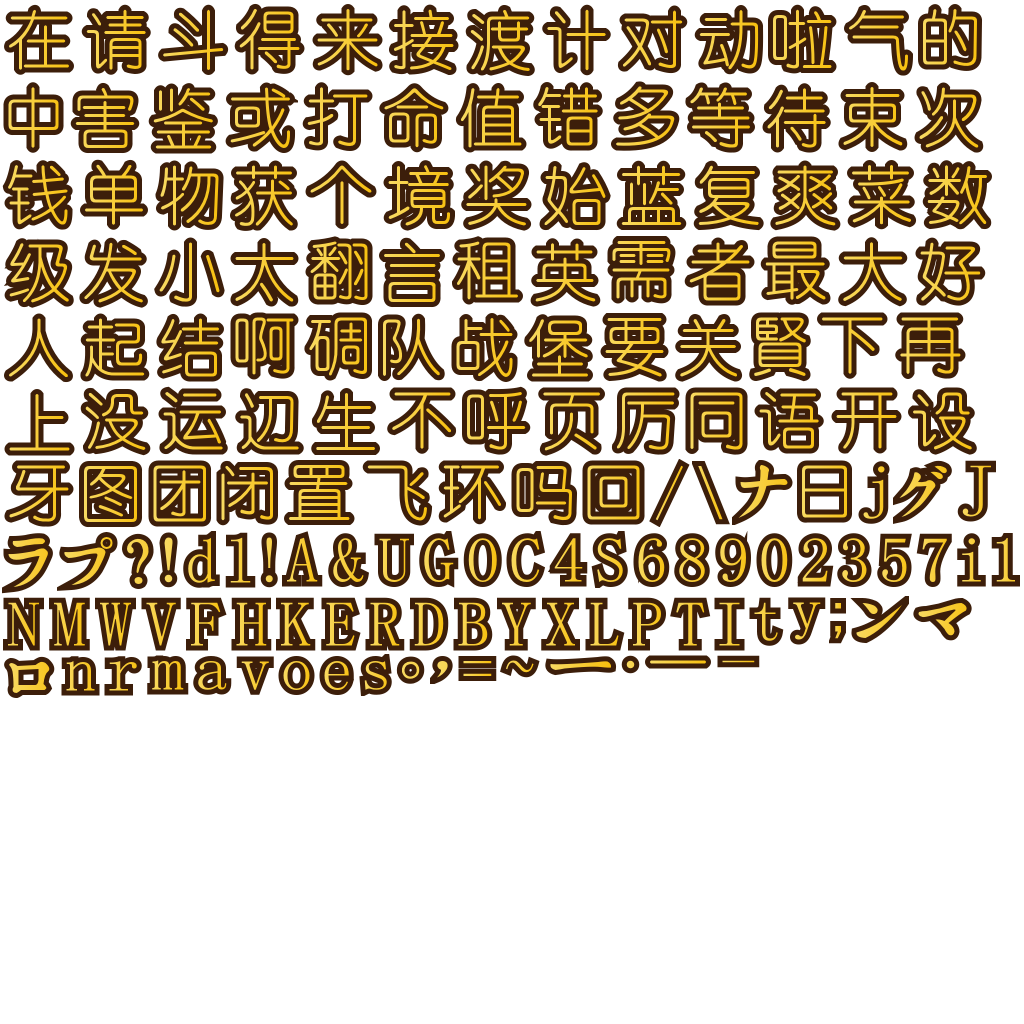 在请斗得来接渡计对动啦气的
中害鉴或打命值错多等待束次
钱单物获个境奖始蓝复爽菜数
级发小太翻言租英需者最大好
人起结啊碉队战堡要关賢下再
上没运辺生不呼页厉同语开设
牙图团闭置飞环吗回/\ナ日jグJ
ラプ?!dl!A&UGOC4S68902357i1
NMWVFHKERDBYXLPTIty;ンマ
ロnrmavoes。,=~ー·一－